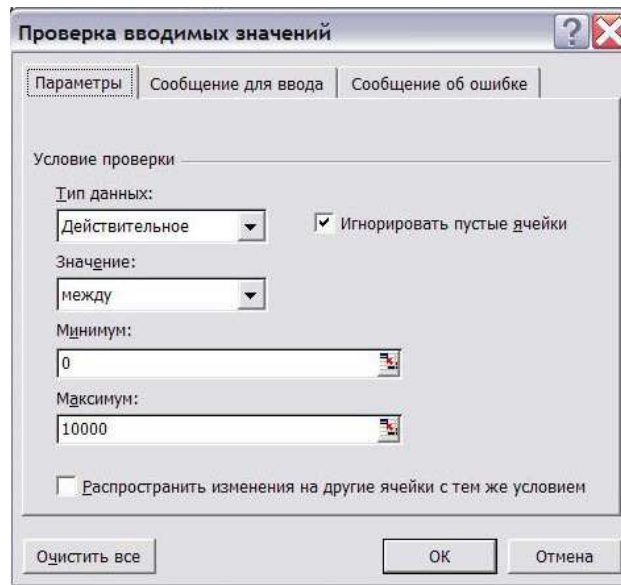 Проверка вводимых значений
Параметры Сообщение для ввода Сообщение об ошибке
Условие проверки
Тип данных:
Действительное Игнорировать пустые ячейки
Значение:
между
Минимум:
0
Максимум:
10000
Распространить изменения на другие ячейки с тем же условием
Очистить все ОК Отмена